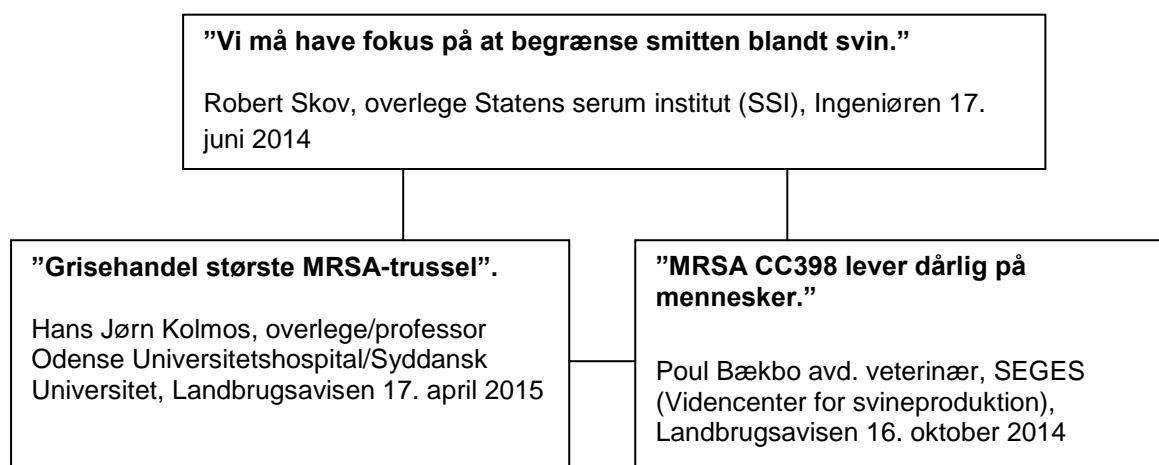 ”Vi må have fokus på at begrænse smitten blandt svin.”
Robert Skov, overlege Statens serum institut (SSI), Ingeniøren 17.
juni 2014
”Grisehandel største MRSA-trussel”.
Hans Jørn Kolmos, overlege/professor
Odense Universitetshospital/Syddansk
Universitet, Landbrugsavisen 17. april 2015
”MRSA CC398 lever dårlig på
mennesker.”
Poul Bækbo avd. veterinær, SEGES
(Videncenter for svineproduktion),
Landbrugsavisen 16. oktober 2014